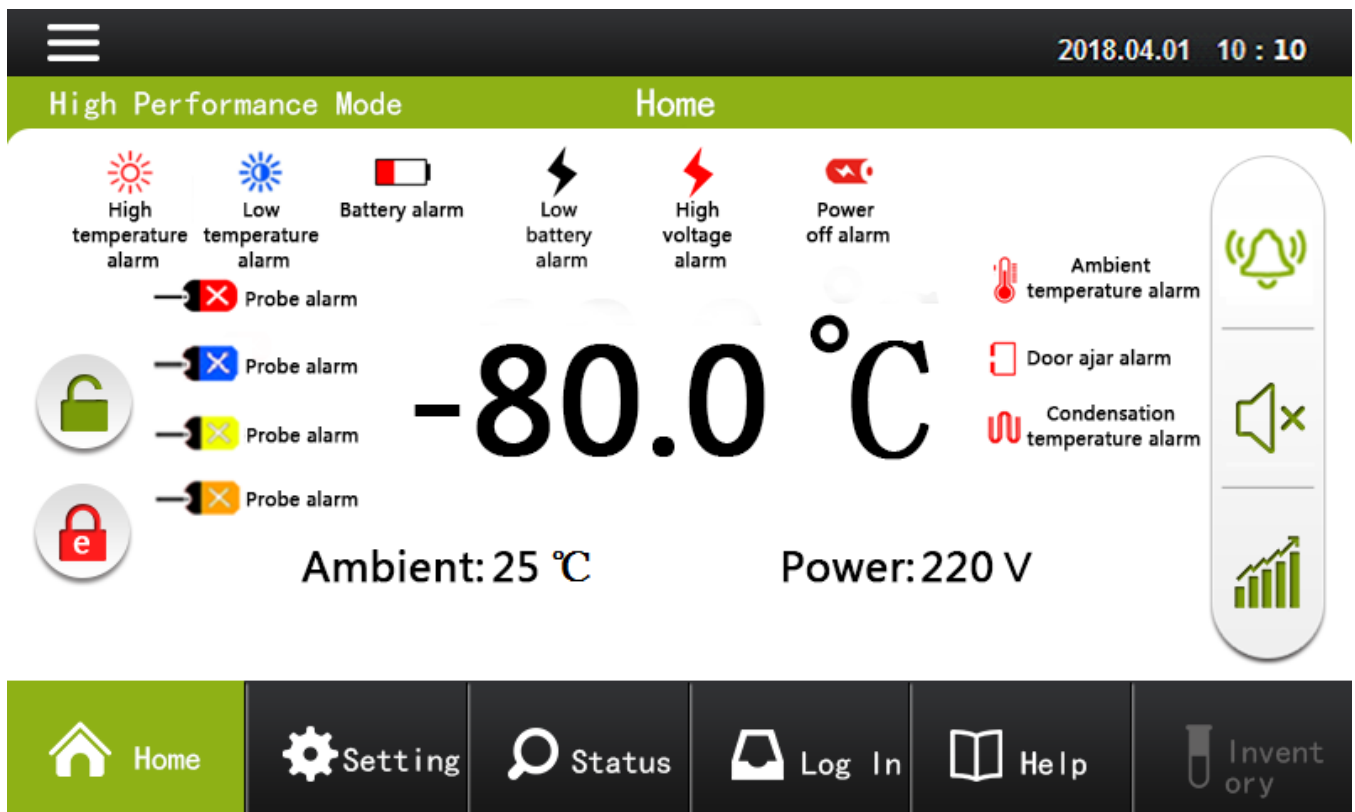 2018.04.01 10 : 10
High Performance Mode
Home
High
temperature
alarm
Low
temperature
alarm
Battery alarm
Low
battery
alarm
High
voltage
alarm
Power
off alarm
Ambient
temperature alarm
Probe alarm
Probe alarm
Probe alarm
Probe alarm
-80.0 ℃
Door ajar alarm
Condensation
temperature alarm
e
Ambient: 25 ℃
Power: 220 V
Home
Setting
Status
Log In
Help
Invent
ory